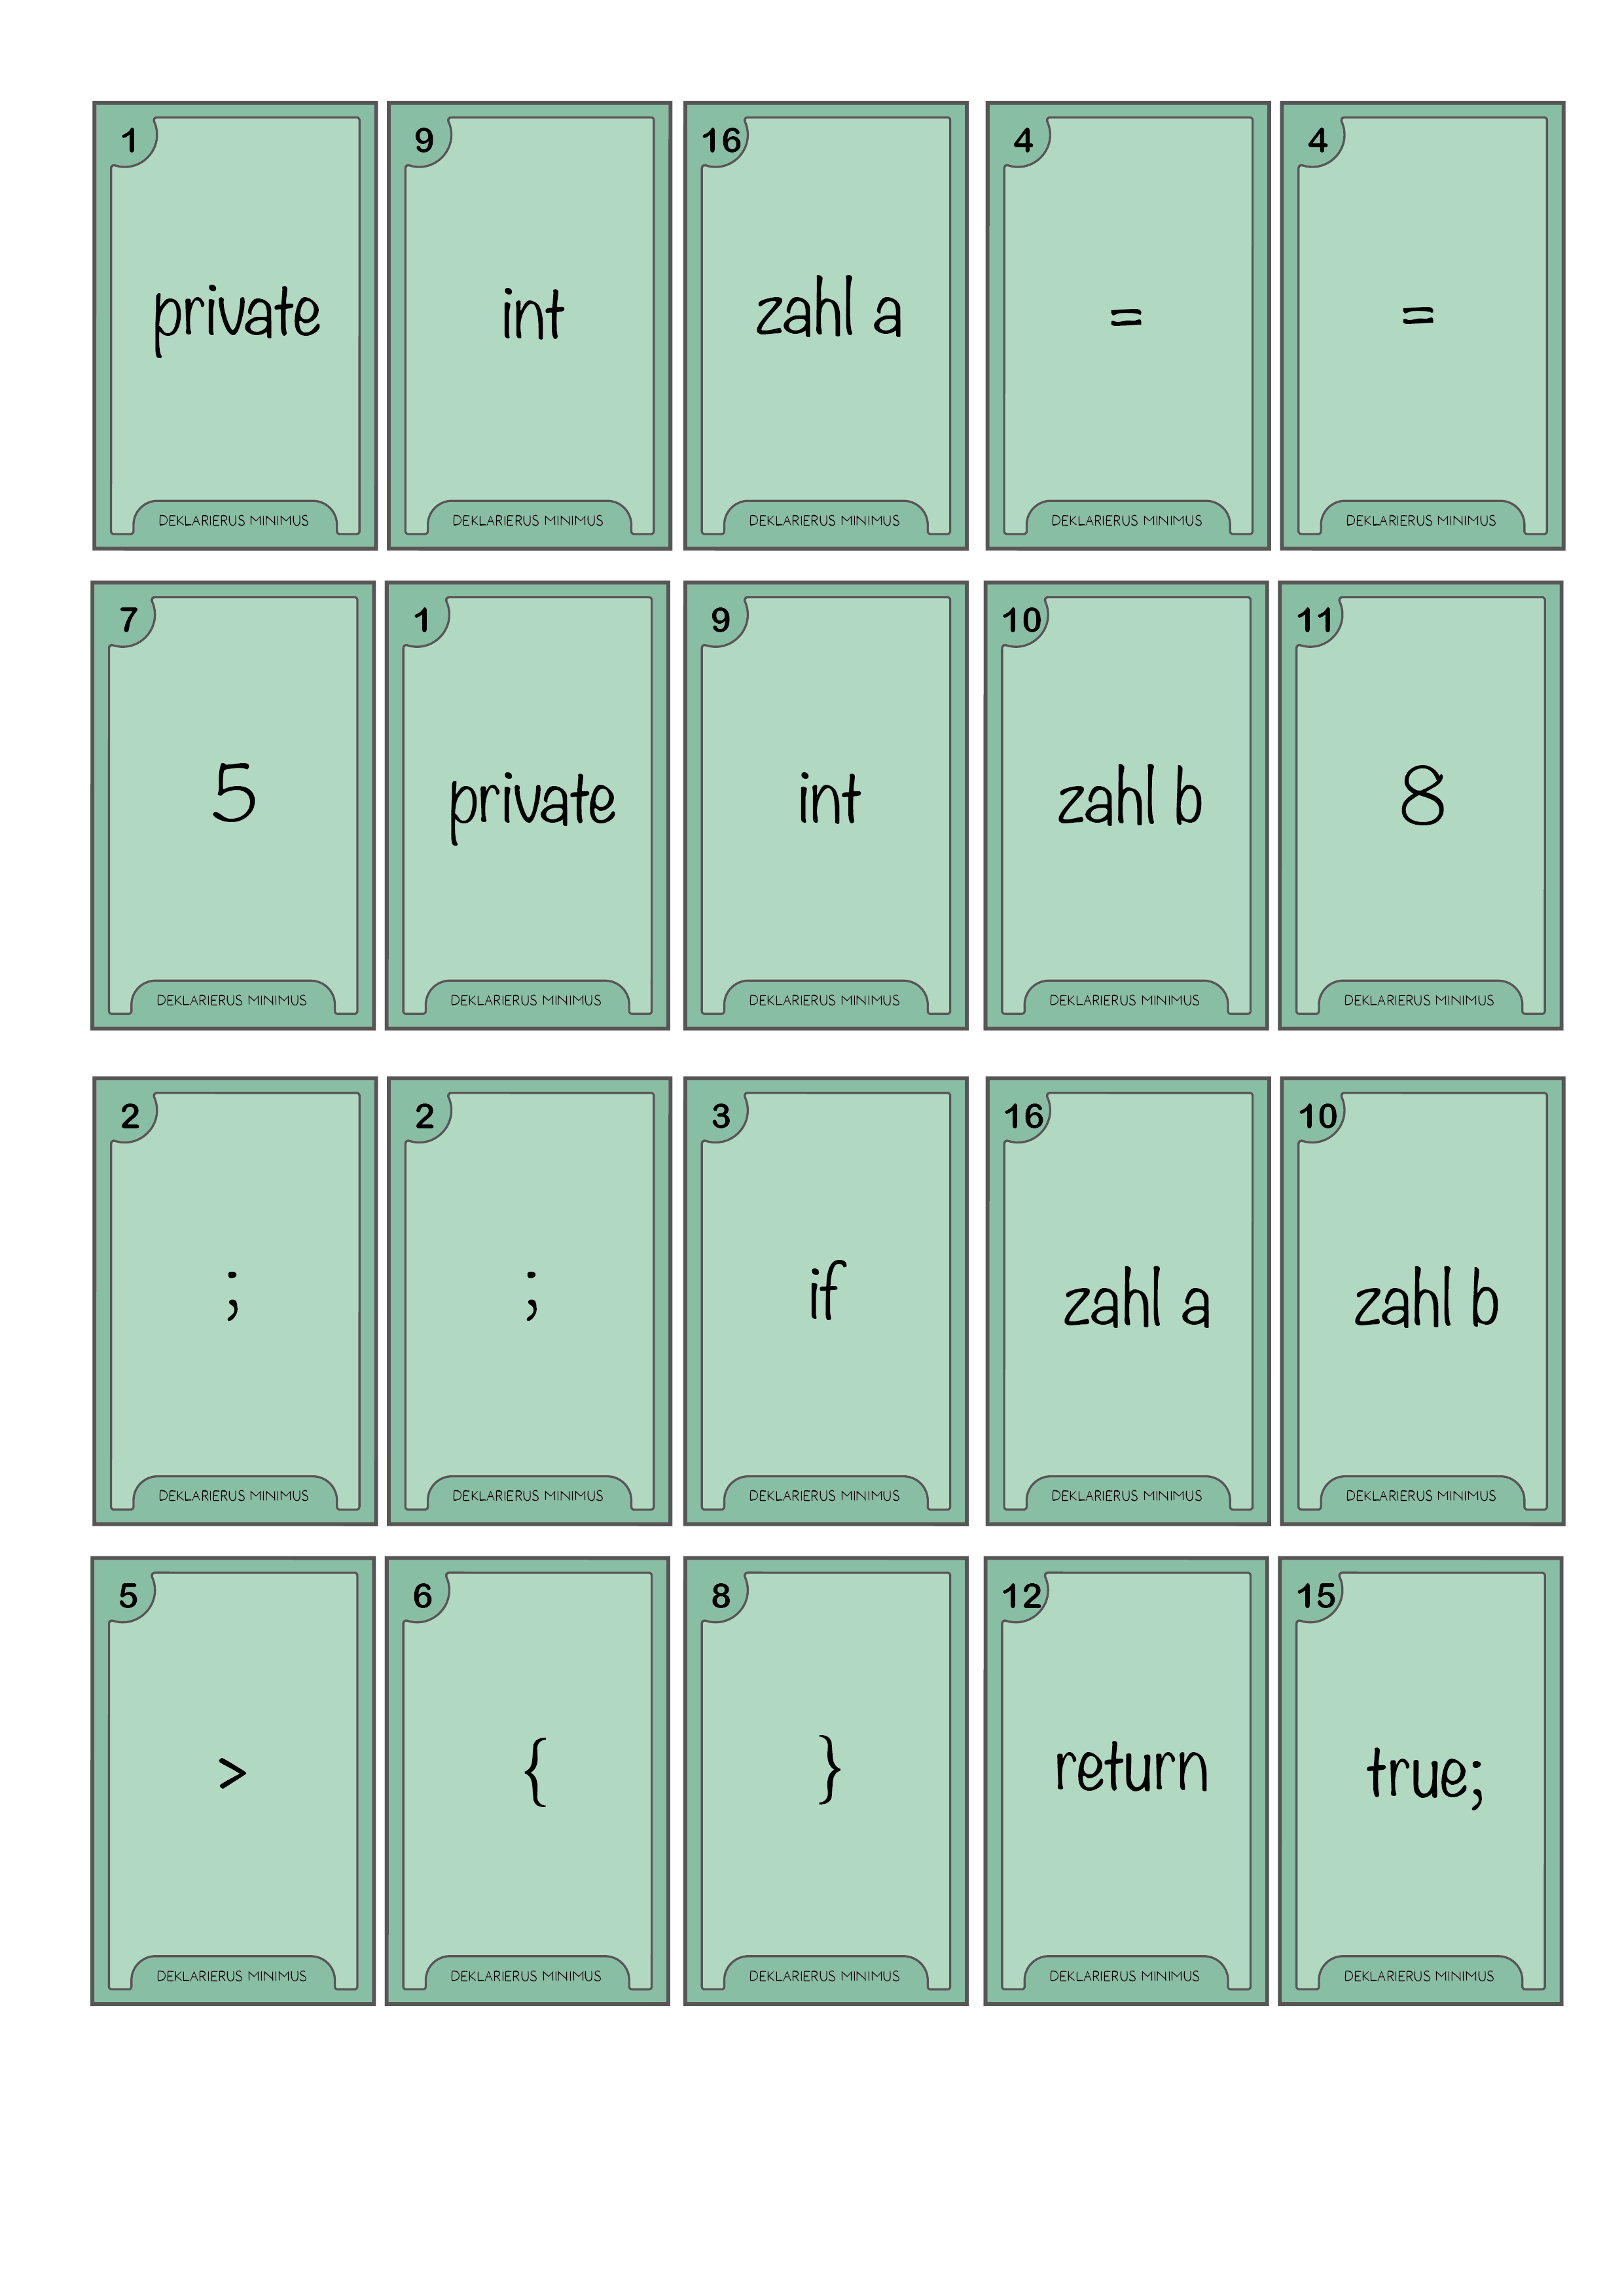 1 9 16 4 4
private int zahl a = =
DEKLARIERUS MINIMUS DEKLARIERUS MINIMUS DEKLARIERUS MINIMUS DEKLARIERUS MINIMUS DEKLARIERUS MINIMUS
7 1 9 10 11
5 private int zahl b 8
DEKLARIERUS MINIMUS DEKLARIERUS MINIMUS DEKLARIERUS MINIMUS DEKLARIERUS MINIMUS DEKLARIERUS MINIMUS
2 2 3 16 10
; ; if zahl a zahl b
DEKLARIERUS MINIMUS DEKLARIERUS MINIMUS DEKLARIERUS MINIMUS DEKLARIERUS MINIMUS DEKLARIERUS MINIMUS
5 6 8 12 15
> { } return true;
DEKLARIERUS MINIMUS DEKLARIERUS MINIMUS DEKLARIERUS MINIMUS DEKLARIERUS MINIMUS DEKLARIERUS MINIMUS